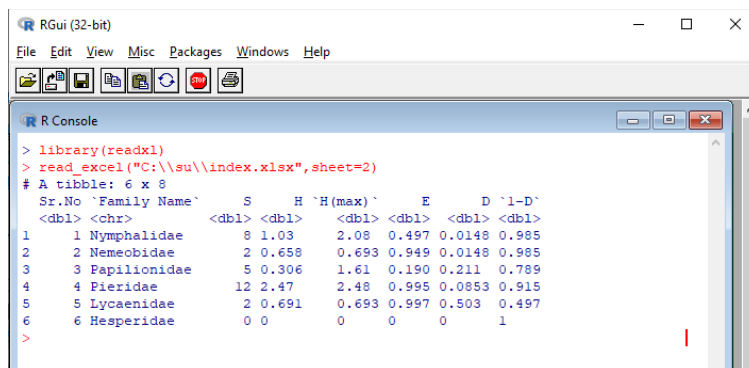 RGui (32-bit)
File Edit View Misc Packages Windows Help
STOP
R Console
> library(readxl)
> read_excel("C:\\su\\index.xlsx",sheet=2)
# A tibble: 6 x 8
  Sr.No `Family Name`     S     H `H(max)`     E      D `1-D`
  <dbl> <chr>         <dbl> <dbl>    <dbl> <dbl>  <dbl> <dbl>
1     1 Nymphalidae       8 1.03     2.08  0.497 0.0148 0.985
2     2 Nemeobidae        2 0.658    0.693 0.949 0.0148 0.985
3     3 Papilionidae      5 0.306    1.61  0.190 0.211  0.789
4     4 Pieridae         12 2.47     2.48  0.995 0.0853 0.915
5     5 Lycaenidae        2 0.691    0.693 0.997 0.503  0.497
6     6 Hesperidae        0 0        0     0     0      1
>